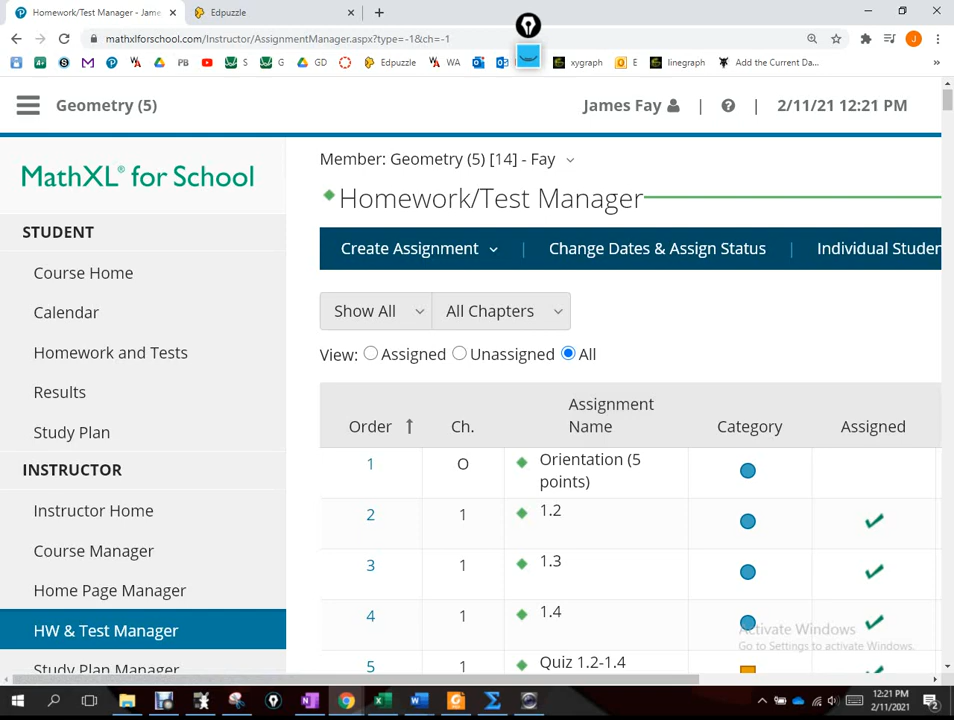 Homework/Test Manager - Jame
Edpuzzle
mathxlforschool.com/Instructor/AssignmentManager.aspx?type=-1&ch=-1
J
PB
S
G
GD
Edpuzzle
WA
xygraph
E
linegraph
Add the Current Da...
»
Geometry (5)
James Fay | ? | 2/11/21 12:21 PM
MathXL® for School
STUDENT
Course Home
Calendar
Homework and Tests
Results
Study Plan
INSTRUCTOR
Instructor Home
Course Manager
Home Page Manager
HW & Test Manager
Study Plan Manager
Member: Geometry (5) [14] - Fay
Homework/Test Manager
Create Assignment | Change Dates & Assign Status | Individual Studen
Show All All Chapters
View: Assigned Unassigned All
Order ↑ Ch. Assignment Name Category Assigned
1 O Orientation (5
points)
2 1 1.2
3 1 1.3
4 1 1.4
5 1 Quiz 1.2-1.4
Activate Windows
Go to Settings to activate Windows.
12:21 PM
2/11/2021
2